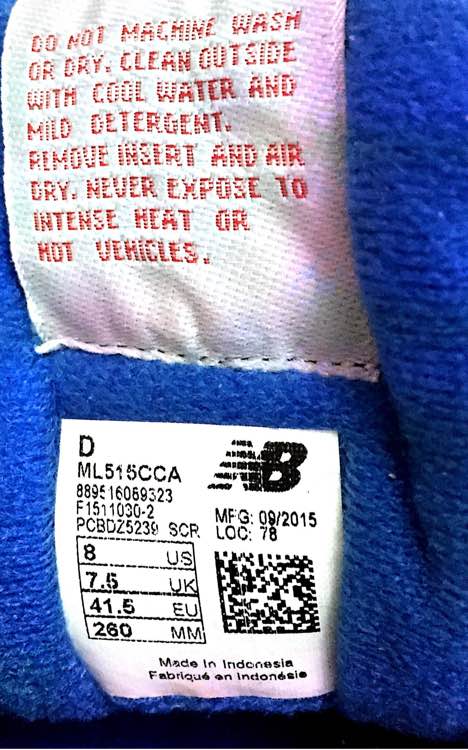 DO NOT MACHINE WASH
OR DRY. CLEAN OUTSIDE
WITH COOL WATER AND
MILD DETERGENT.
REMOVE INSERT AND AIR
DRY. NEVER EXPOSE TO
INTENSE HEAT OR
HOT VEHICLES.
D
NB
ML515CCA
889516069323
F1511030-2
PCBDZ5239 SCR
MFG: 09/2015
LOC: 78
8 US
7.5 UK
41.5 EU
260 MM
Made in Indonesia
Fabriqué en Indonésie